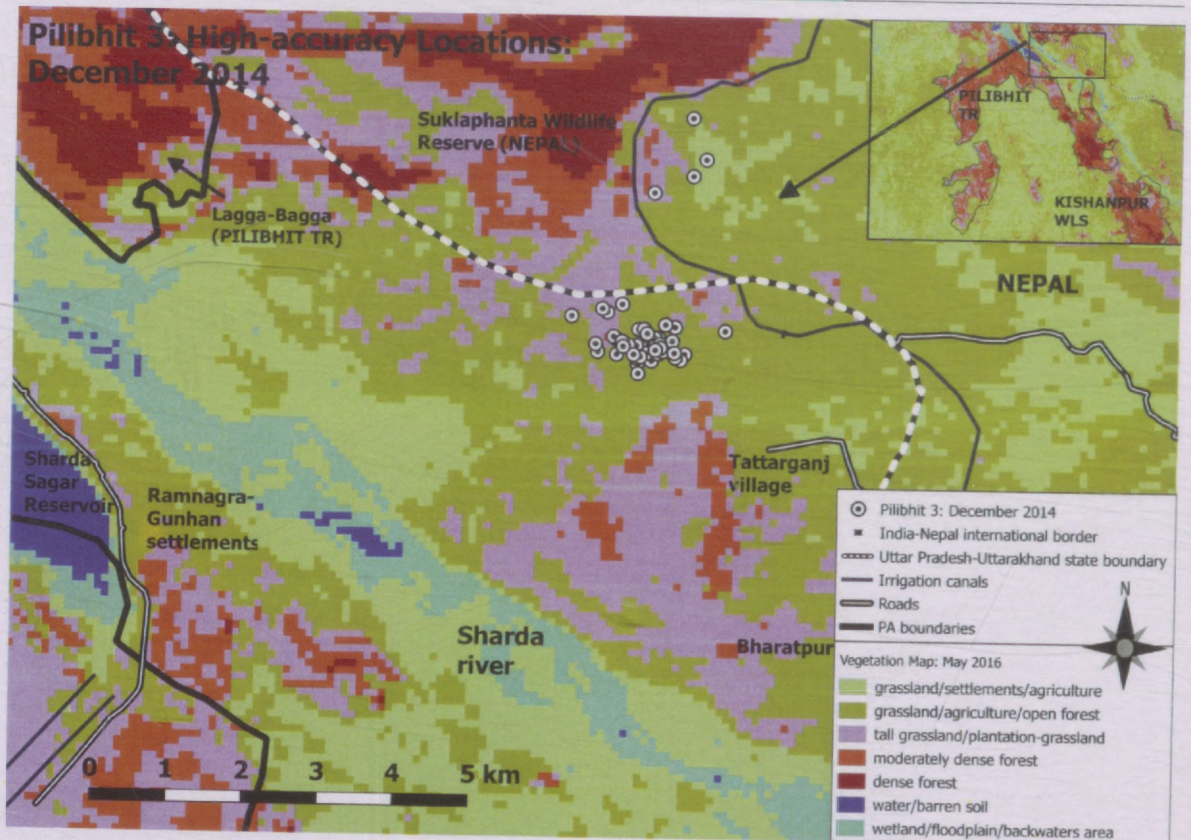 Pilibhit 3: High-accuracy Locations:
December 2014
Suklaphanta Wildlife
Reserve (NEPAL)
PILIBHIT
TR
KISHANPUR
WLS
Lagga-Bagga
(PILIBHIT TR)
NEPAL
Sharda
Sagar
Reservoir
Ramnagra-
Gunhan
settlements
Tattarganj
village
Sharda
river
Bharatpur
0 1 2 3 4 5 km
Pilibhit 3: December 2014
India-Nepal international border
Uttar Pradesh-Uttarakhand state boundary
Irrigation canals
Roads
PA boundaries
N
Vegetation Map: May 2016
grassland/settlements/agriculture
grassland/agriculture/open forest
tall grassland/plantation-grassland
moderately dense forest
dense forest
water/barren soil
wetland/floodplain/backwaters area